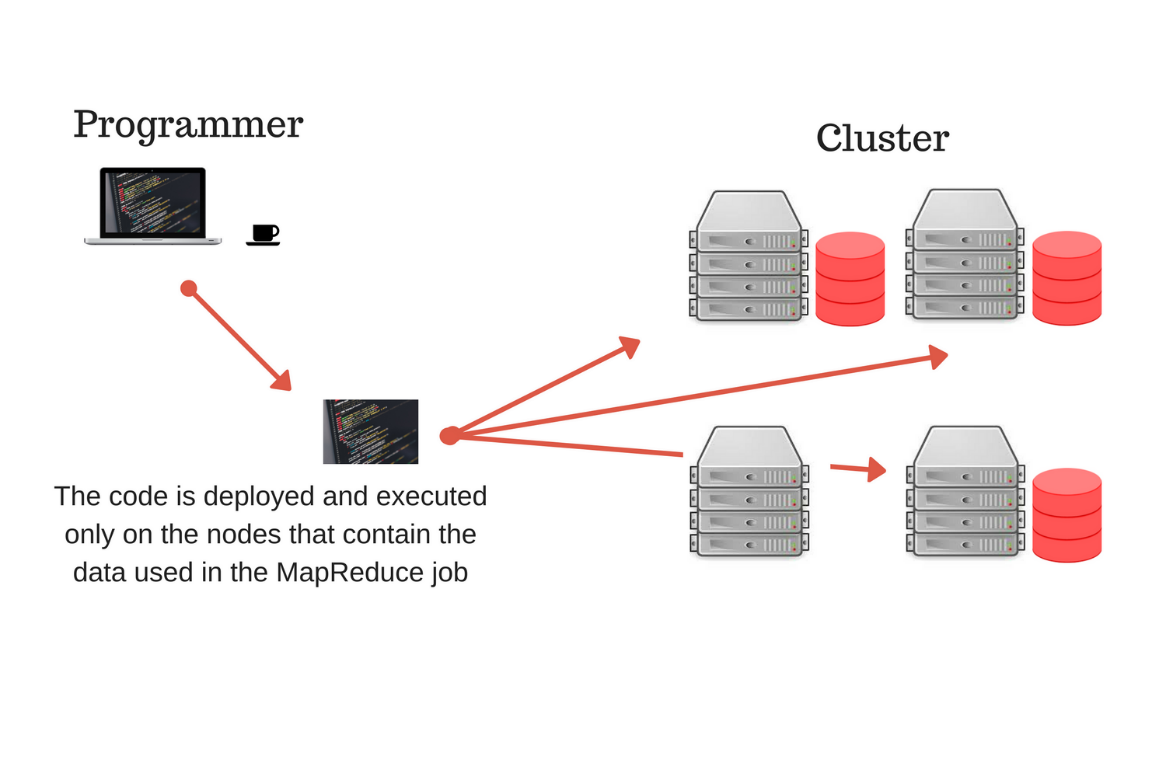 Programmer
Cluster
The code is deployed and executed
only on the nodes that contain the
data used in the MapReduce job